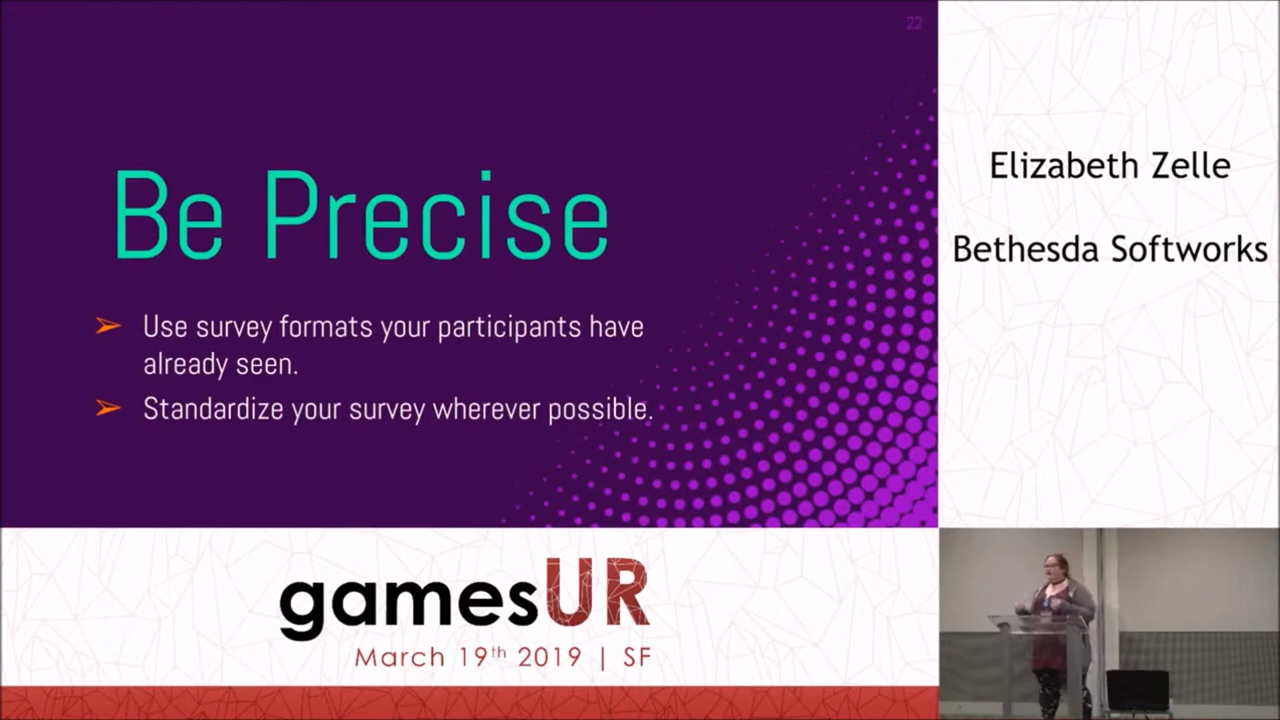 22
Be Precise
➢ Use survey formats your participants have
already seen.
➢ Standardize your survey wherever possible.
Elizabeth Zelle
Bethesda Softworks
gamesUR
March 19th 2019 | SF